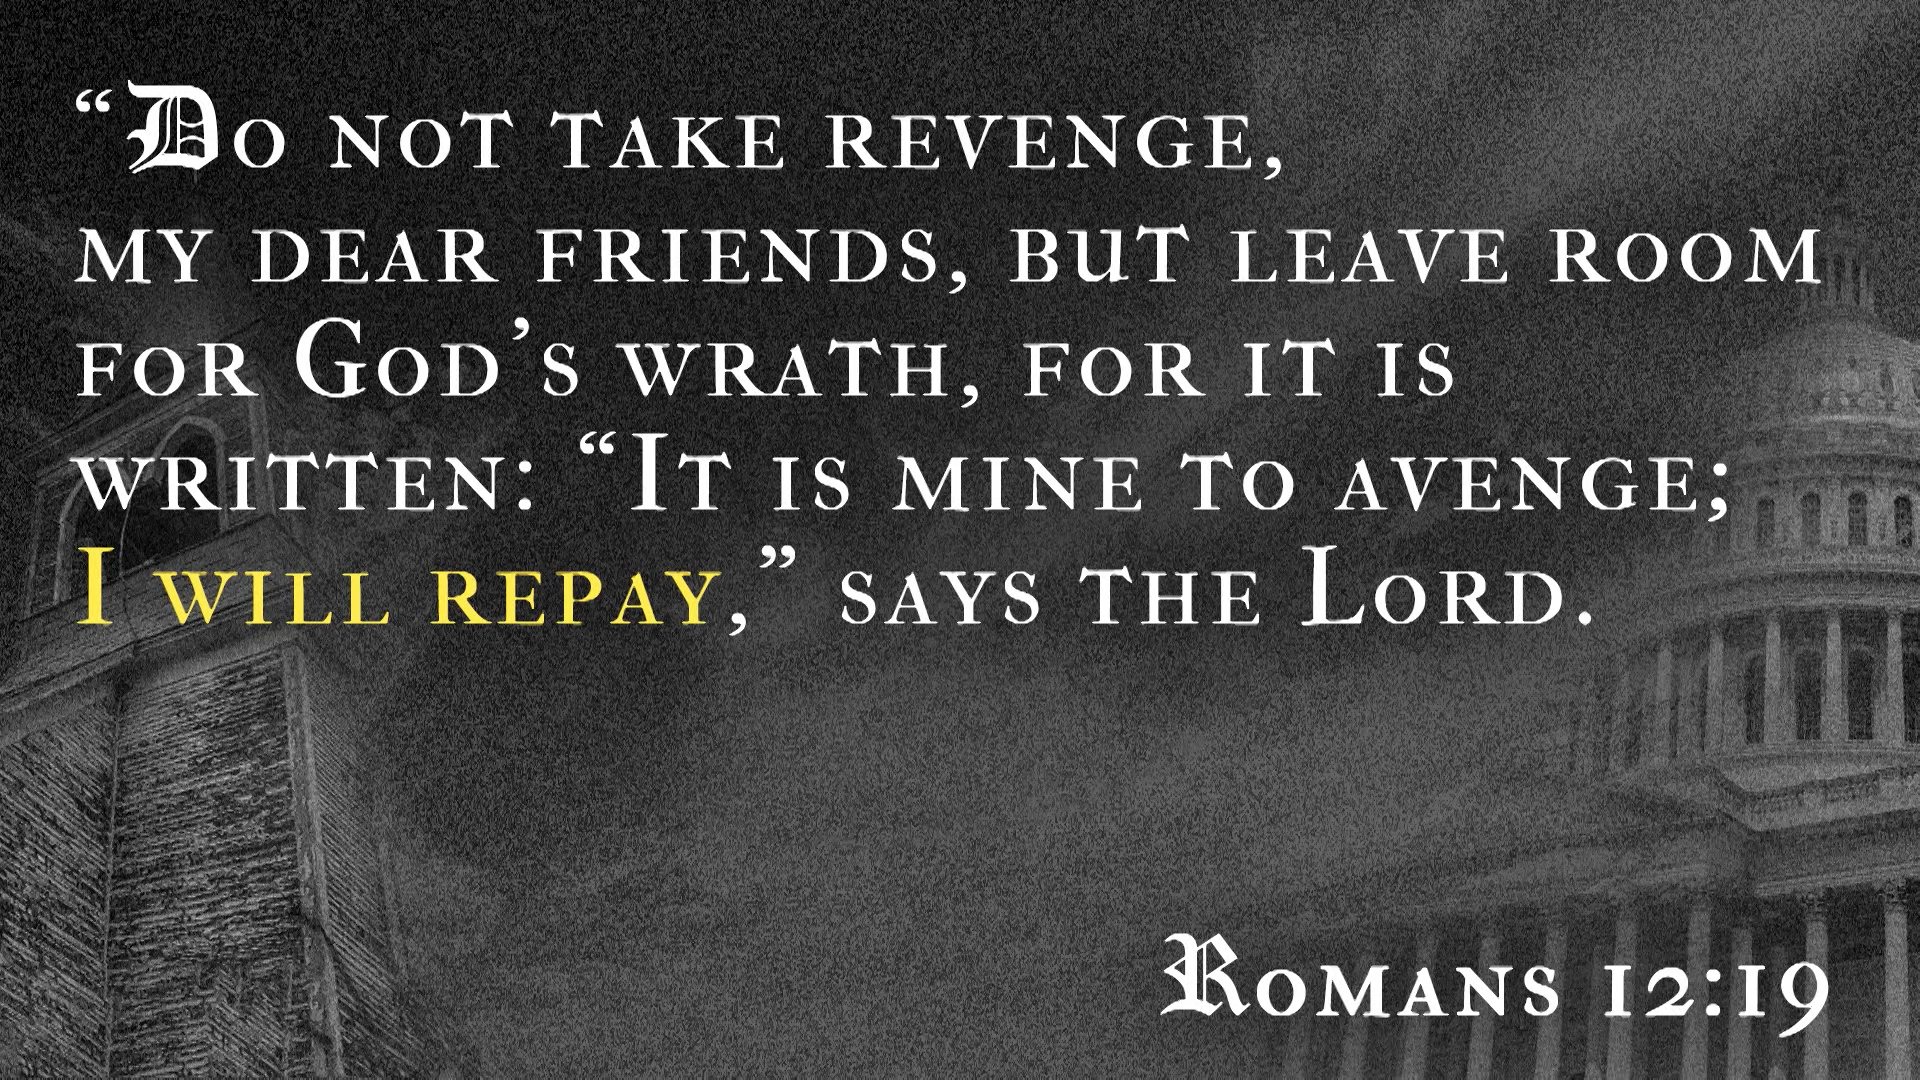 “Do not take revenge,
my dear friends, but leave room
for God’s wrath, for it is
written: “It is mine to avenge;
I will repay,” says the Lord.
Romans 12:19